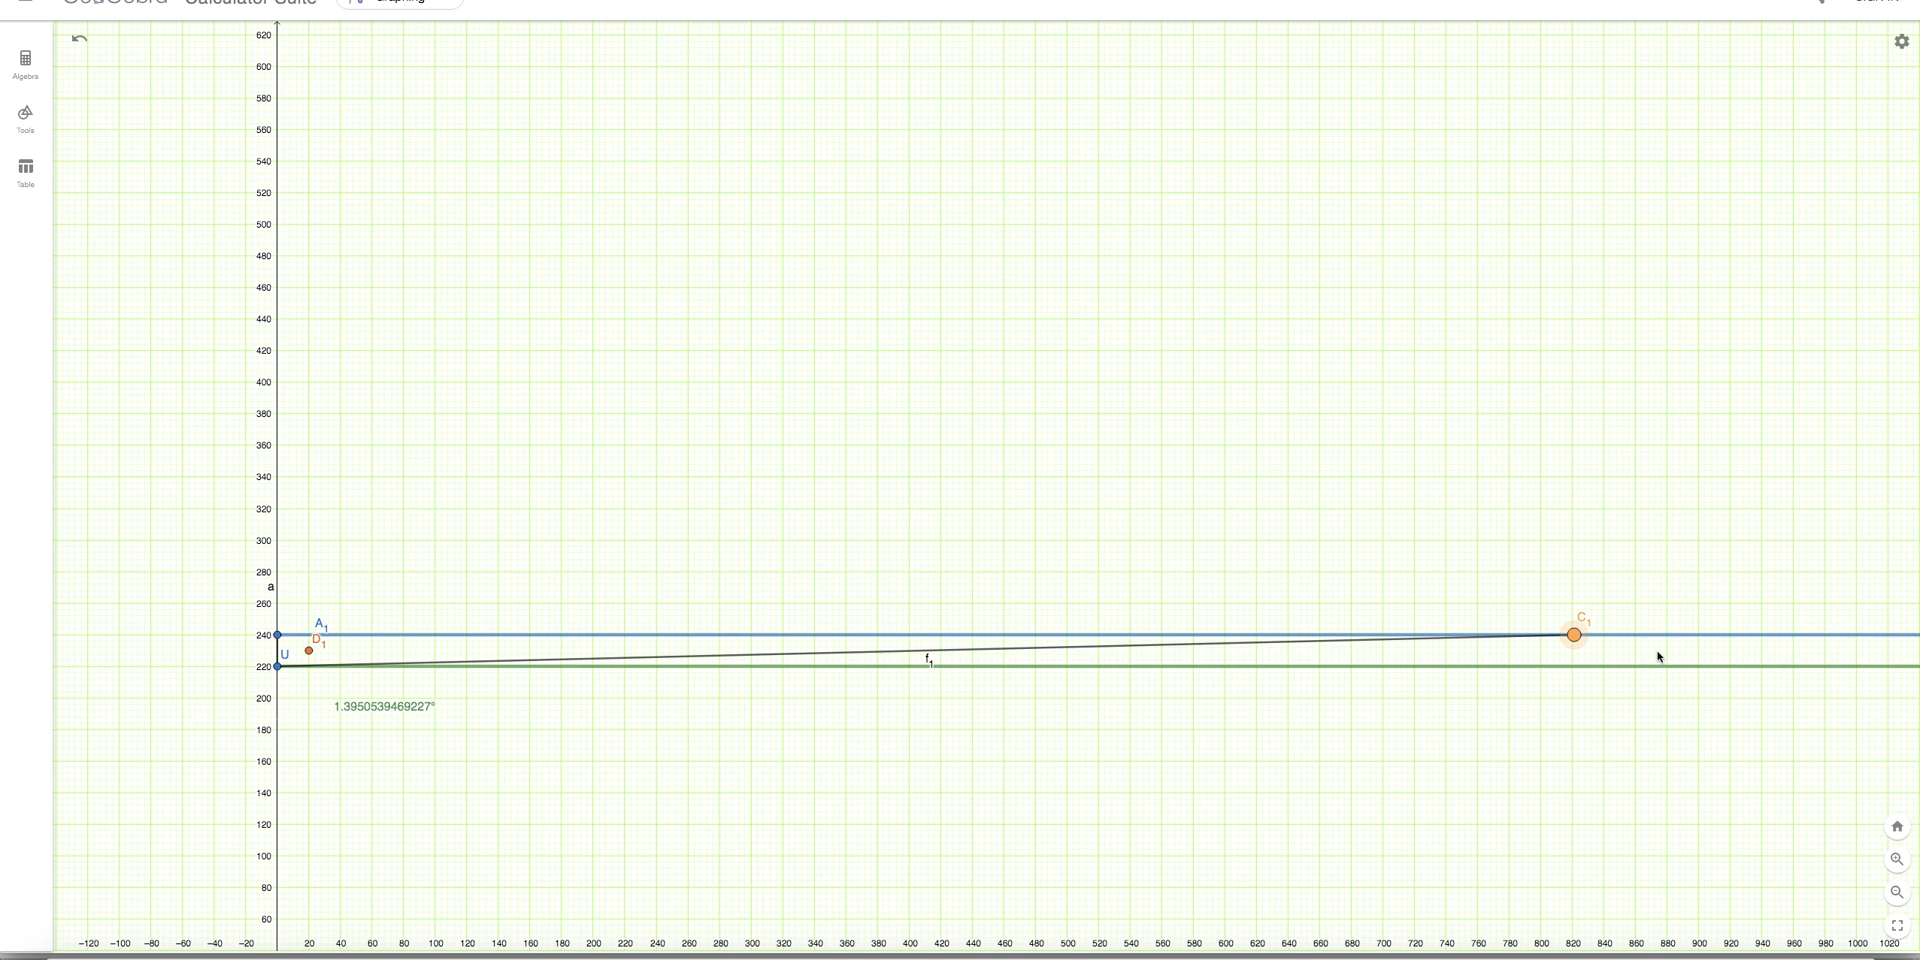 Calculator Suite
Algebra
Tools
Table
620
600
580
560
540
520
500
480
460
440
420
400
380
360
340
320
300
280
a
260
A1
240
D1
C1
U
f1
220
200
1.3950539469227°
180
160
140
120
100
80
60
−120 −100 −80 −60 −40 −20 20 40 60 80 100 120 140 160 180 200 220 240 260 280 300 320 340 360 380 400 420 440 460 480 500 520 540 560 580 600 620 640 660 680 700 720 740 760 780 800 820 840 860 880 900 920 940 960 980 1000 1020